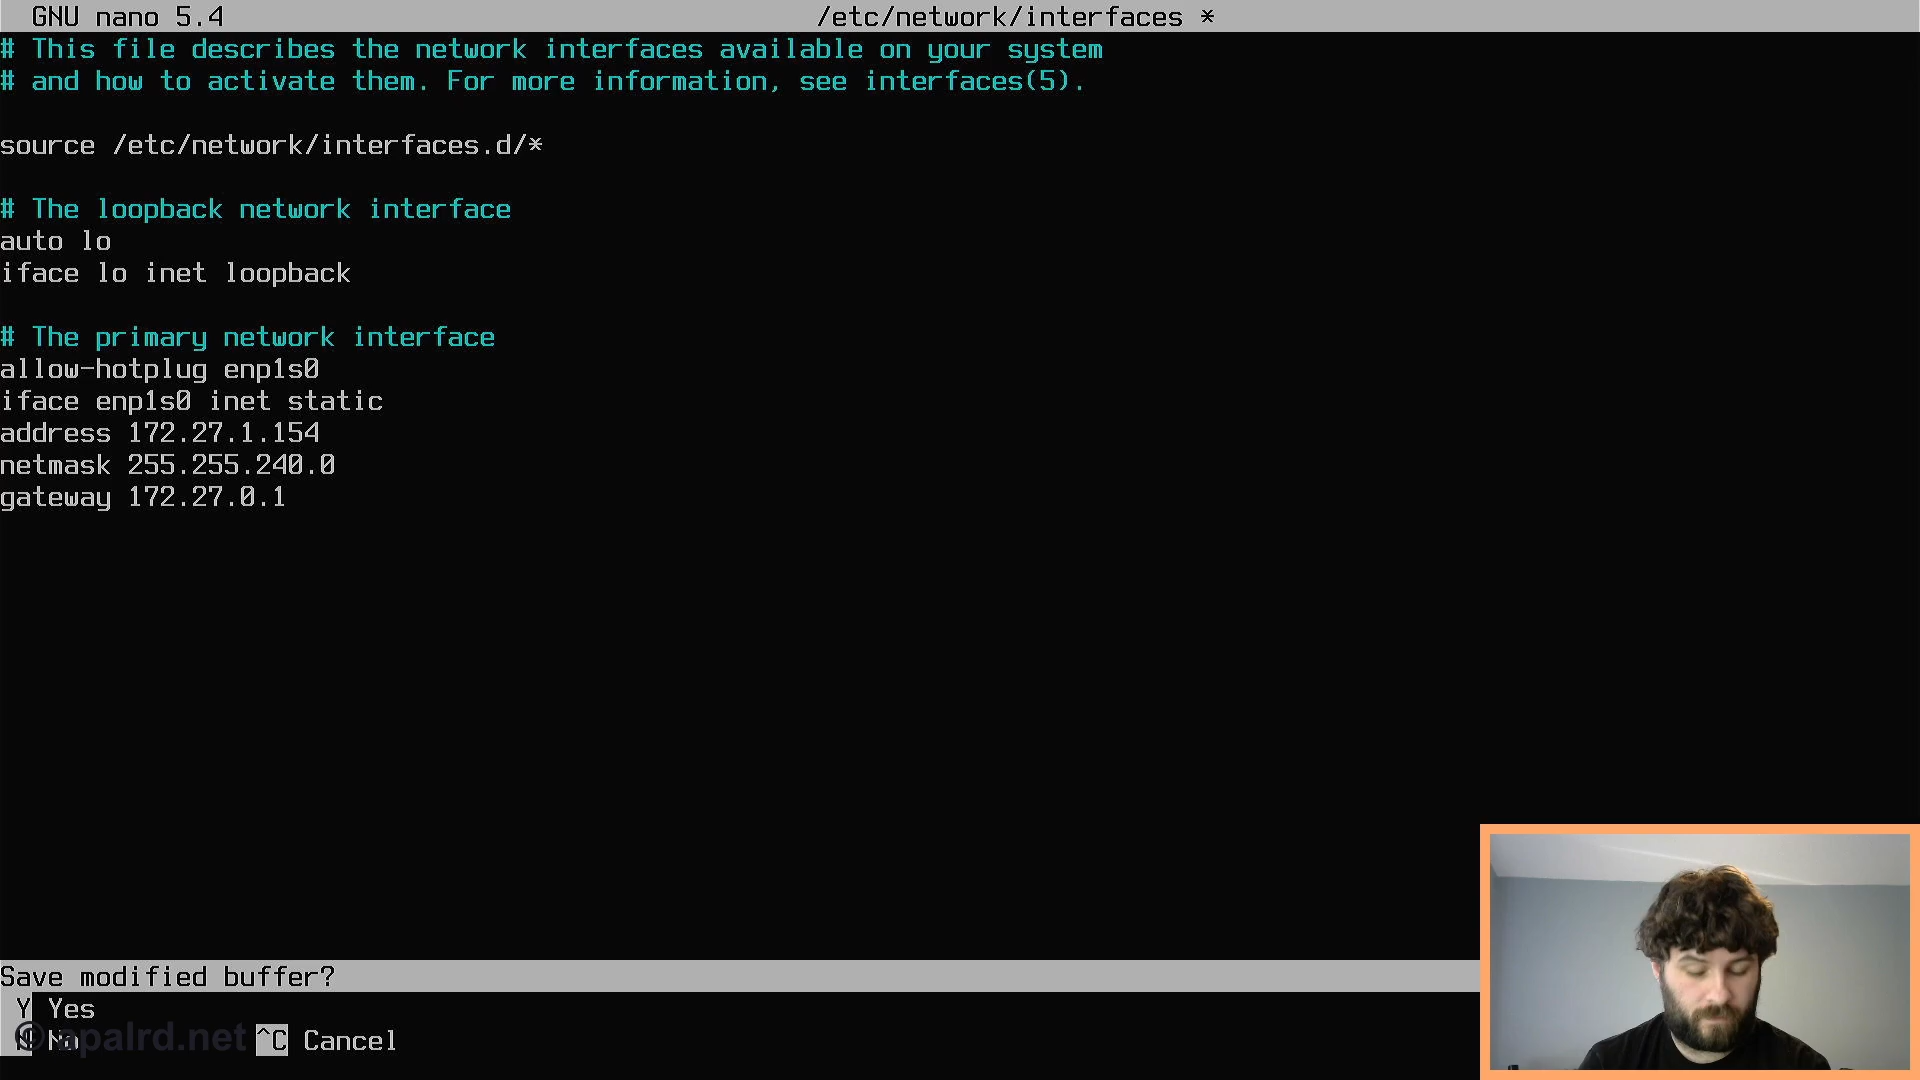 GNU nano 5.4 /etc/network/interfaces *
# This file describes the network interfaces available on your system
# and how to activate them. For more information, see interfaces(5).
source /etc/network/interfaces.d/*
# The loopback network interface
auto lo
iface lo inet loopback
# The primary network interface
allow-hotplug enp1s0
iface enp1s0 inet static
address 172.27.1.154
netmask 255.255.240.0
gateway 172.27.0.1
Save modified buffer?
Y Yes
N No ^C Cancel
© apalrd.net